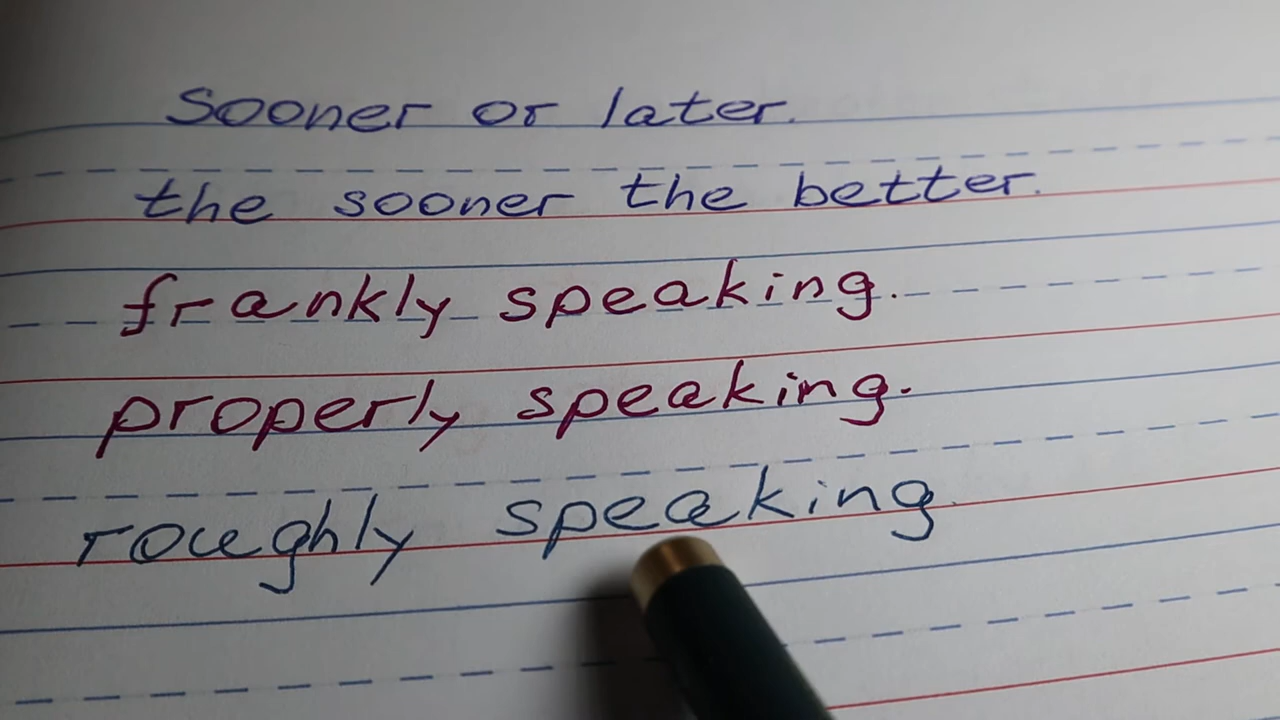 Sooner or later.
the sooner the better.
frankly speaking.
properly speaking.
roughly speaking